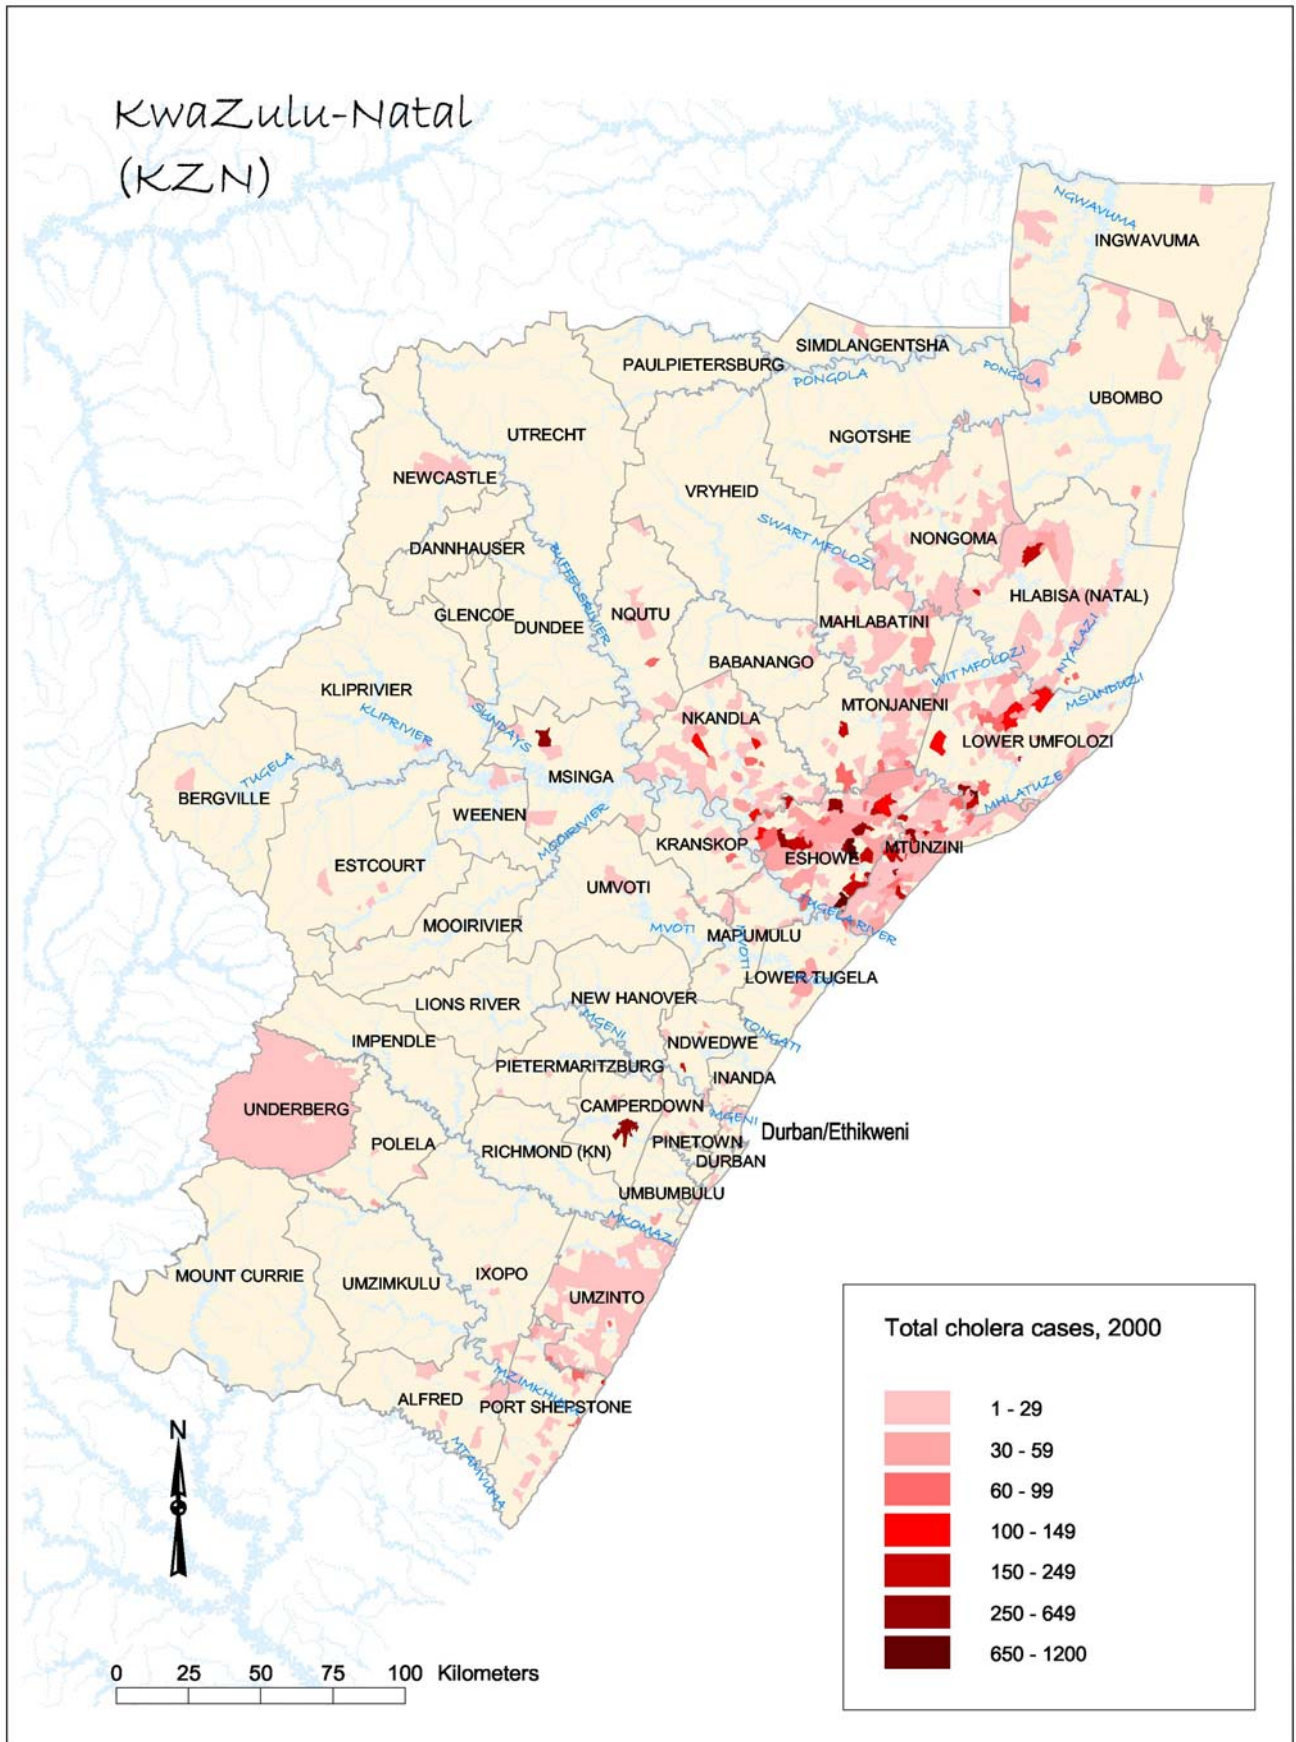 KwaZulu-Natal
(KZN)
NGWAVUMA
INGWAVUMA
SIMDLANGENTSHA
PAULPIETERSBURG
PONGOLA
PONGOLA
UBOMBO
UTRECHT
NGOTSHE
NEWCASTLE
VRYHEID
SWART MFOLOZI
NONGOMA
DANNHAUSER
BUFFELSRIVIER
HLABISA (NATAL)
GLENCOE
DUNDEE
NQUTU
MAHLABATINI
NYALAZI
BABANANGO
WIT MFOLOZI
KLIPRIVIER
MSUNDUZI
MTONJANENI
KLIPRIVIER
SUNDAYS
NKANDLA
LOWER UMFOLOZI
TUGELA
MSINGA
BERGVILLE
MHLATUZE
WEENEN
MOOIRIVIER
KRANSKOP
ESHOWE
MTUNZINI
ESTCOURT
UMVOTI
TUGELA RIVER
MOOIRIVIER
MVOTI
MAPUMULU
MVOTI
LOWER TUGELA
LIONS RIVER
NEW HANOVER
MGENI
TONGATI
IMPENDLE
NDWEDWE
PIETERMARITZBURG
INANDA
UNDERBERG
CAMPERDOWN
MGENI
Durban/Ethikweni
POLELA
RICHMOND (KN)
PINETOWN
DURBAN
UMBUMBULU
MKOMAZI
MOUNT CURRIE
UMZIMKULU
IXOPO
UMZINTO
ALFRED
PORT SHEPSTONE
MTAMVUMA
N
0 25 50 75 100 Kilometers
Total cholera cases, 2000
1 - 29
30 - 59
60 - 99
100 - 149
150 - 249
250 - 649
650 - 1200